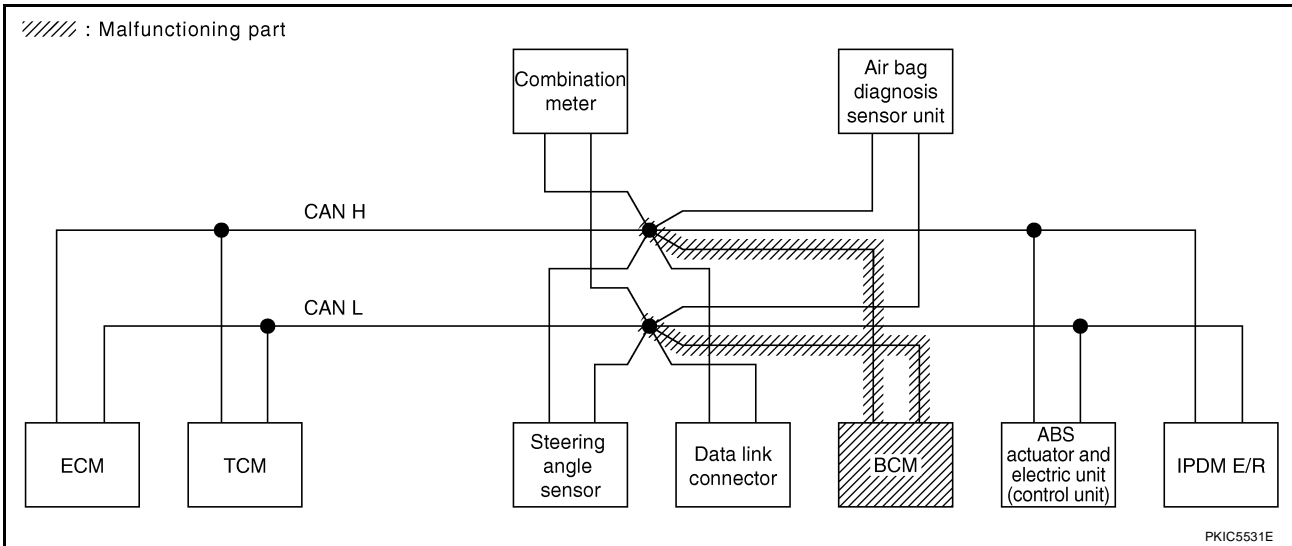 : Malfunctioning part
Combination
meter
Air bag
diagnosis
sensor unit
CAN H
CAN L
ECM
TCM
Steering
angle
sensor
Data link
connector
BCM
ABS
actuator and
electric unit
(control unit)
IPDM E/R
PKIC5531E